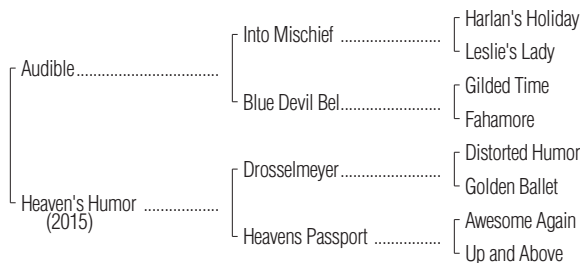 Harlan's Holiday
Into Mischief ........................
Leslie's Lady
Audible..................................
Gilded Time
Blue Devil Bel........................
Fahamore
Distorted Humor
Drosselmeyer........................
Golden Ballet
Heaven's Humor ..................
(2015)
Awesome Again
Heavens Passport ................
Up and Above